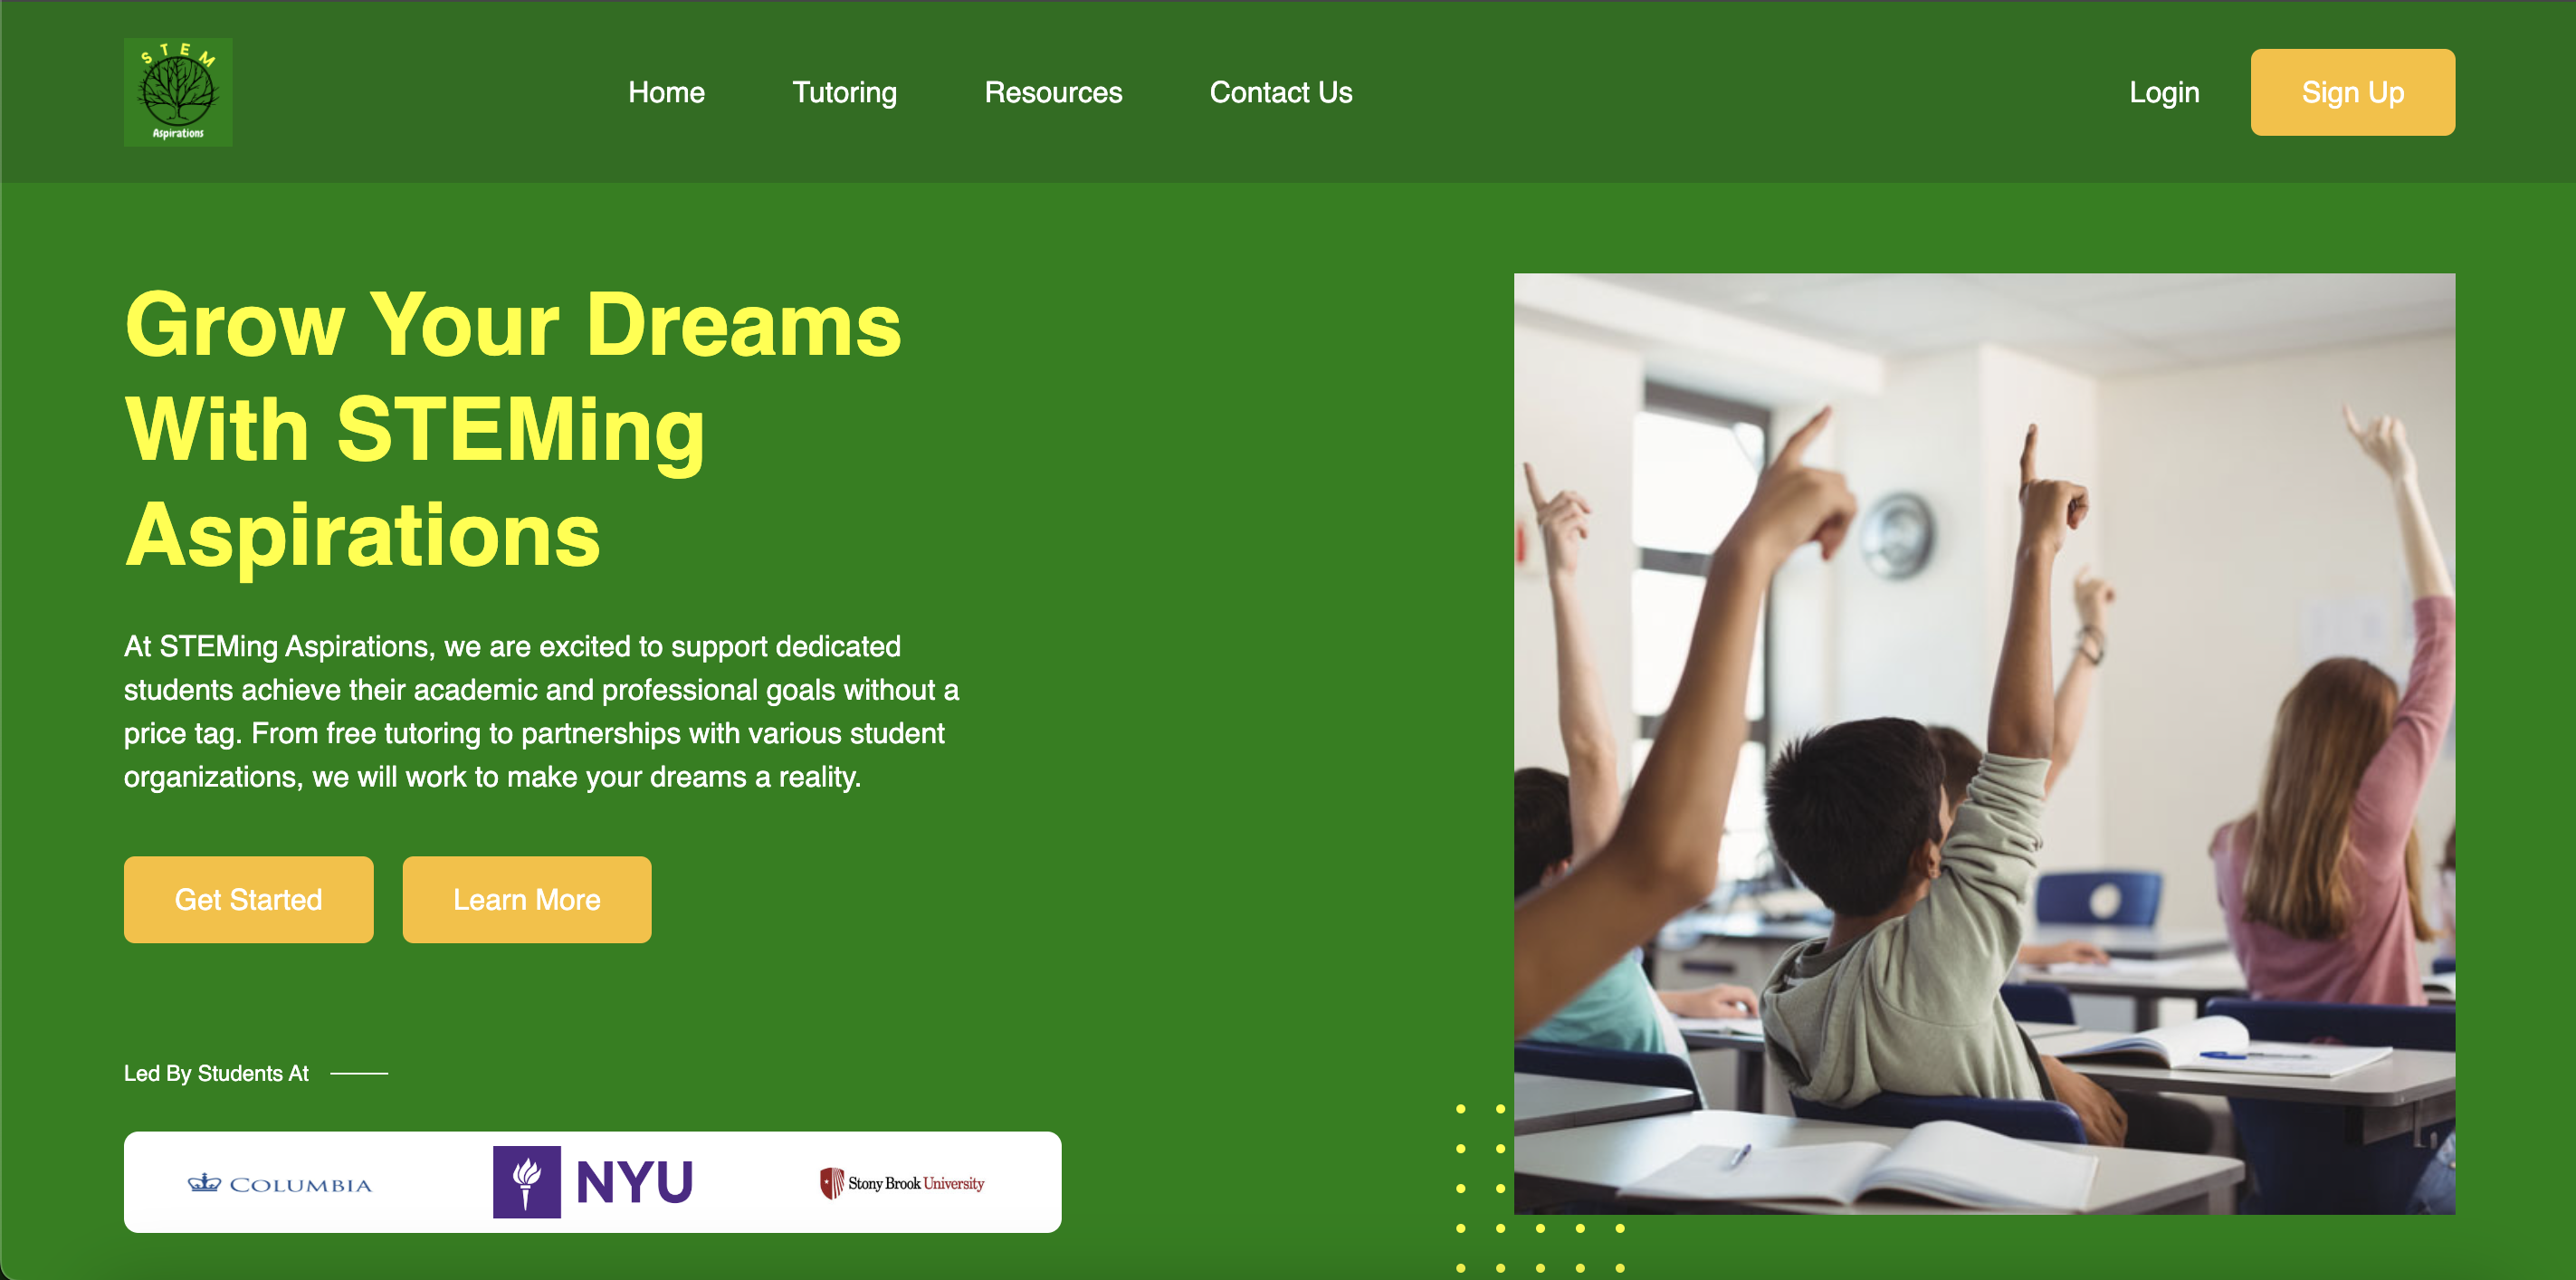 STEM
Aspirations
Home Tutoring Resources Contact Us Login Sign Up
Grow Your Dreams
With STEMing
Aspirations
At STEMing Aspirations, we are excited to support dedicated
students achieve their academic and professional goals without a
price tag. From free tutoring to partnerships with various student
organizations, we will work to make your dreams a reality.
Get Started Learn More
Led By Students At
COLUMBIA NYU Stony Brook University